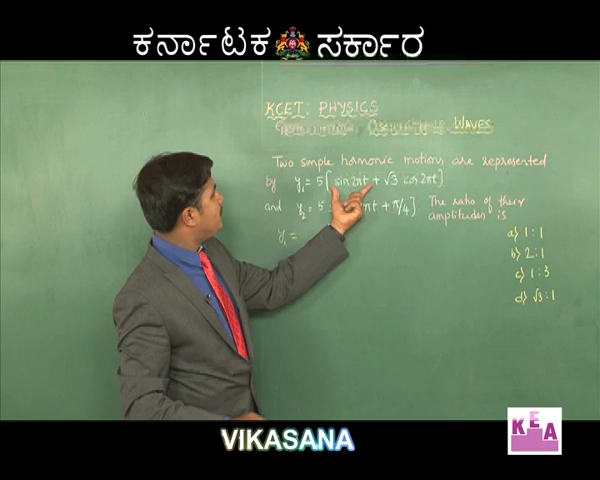 ಕರ್ನಾಟಕ ಸರ್ಕಾರ
KCET: PHYSICS
WAVES
Two simple harmonic motions are represented
by y₁ = 5[sin2πt + √3 cos2πt]
and y₂ = 5 πt + π/4] The ratio of their
amplitudes is
y₁ =
a) 1:1
b) 2:1
c) 1:3
d) √3:1
VIKASANA
KEA